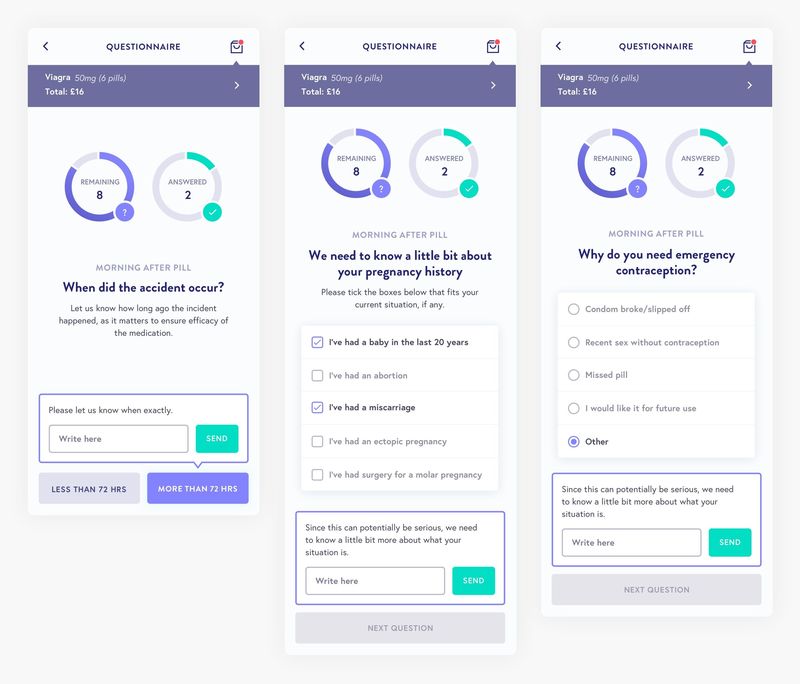 QUESTIONNAIRE
Viagra 50mg (6 pills)
Total: £16
REMAINING
8
?
ANSWERED
2
MORNING AFTER PILL
When did the accident occur?
Let us know how long ago the incident
happened, as it matters to ensure efficacy of
the medication.
Please let us know when exactly.
Write here
SEND
LESS THAN 72 HRS
MORE THAN 72 HRS
QUESTIONNAIRE
Viagra 50mg (6 pills)
Total: £16
REMAINING
8
?
ANSWERED
2
MORNING AFTER PILL
We need to know a little bit about
your pregnancy history
Please tick the boxes below that fits your
current situation, if any.
I've had a baby in the last 20 years
I've had an abortion
I've had a miscarriage
I've had an ectopic pregnancy
I've had surgery for a molar pregnancy
Since this can potentially be serious, we need
to know a little bit more about what your
situation is.
Write here
SEND
NEXT QUESTION
QUESTIONNAIRE
Viagra 50mg (6 pills)
Total: £16
REMAINING
8
?
ANSWERED
2
MORNING AFTER PILL
Why do you need emergency
contraception?
Condom broke/slipped off
Recent sex without contraception
Missed pill
I would like it for future use
Other
Since this can potentially be serious, we need
to know a little bit more about what your
situation is.
Write here
SEND
NEXT QUESTION